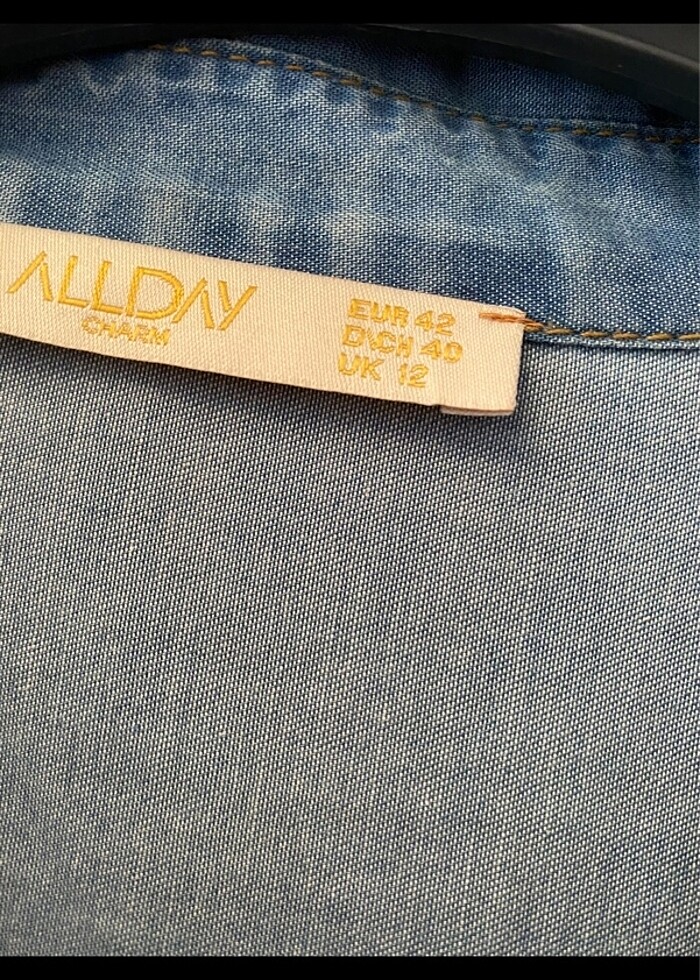 ALLDAY
CHARM
EUR 42
D\CH 40
UK 12